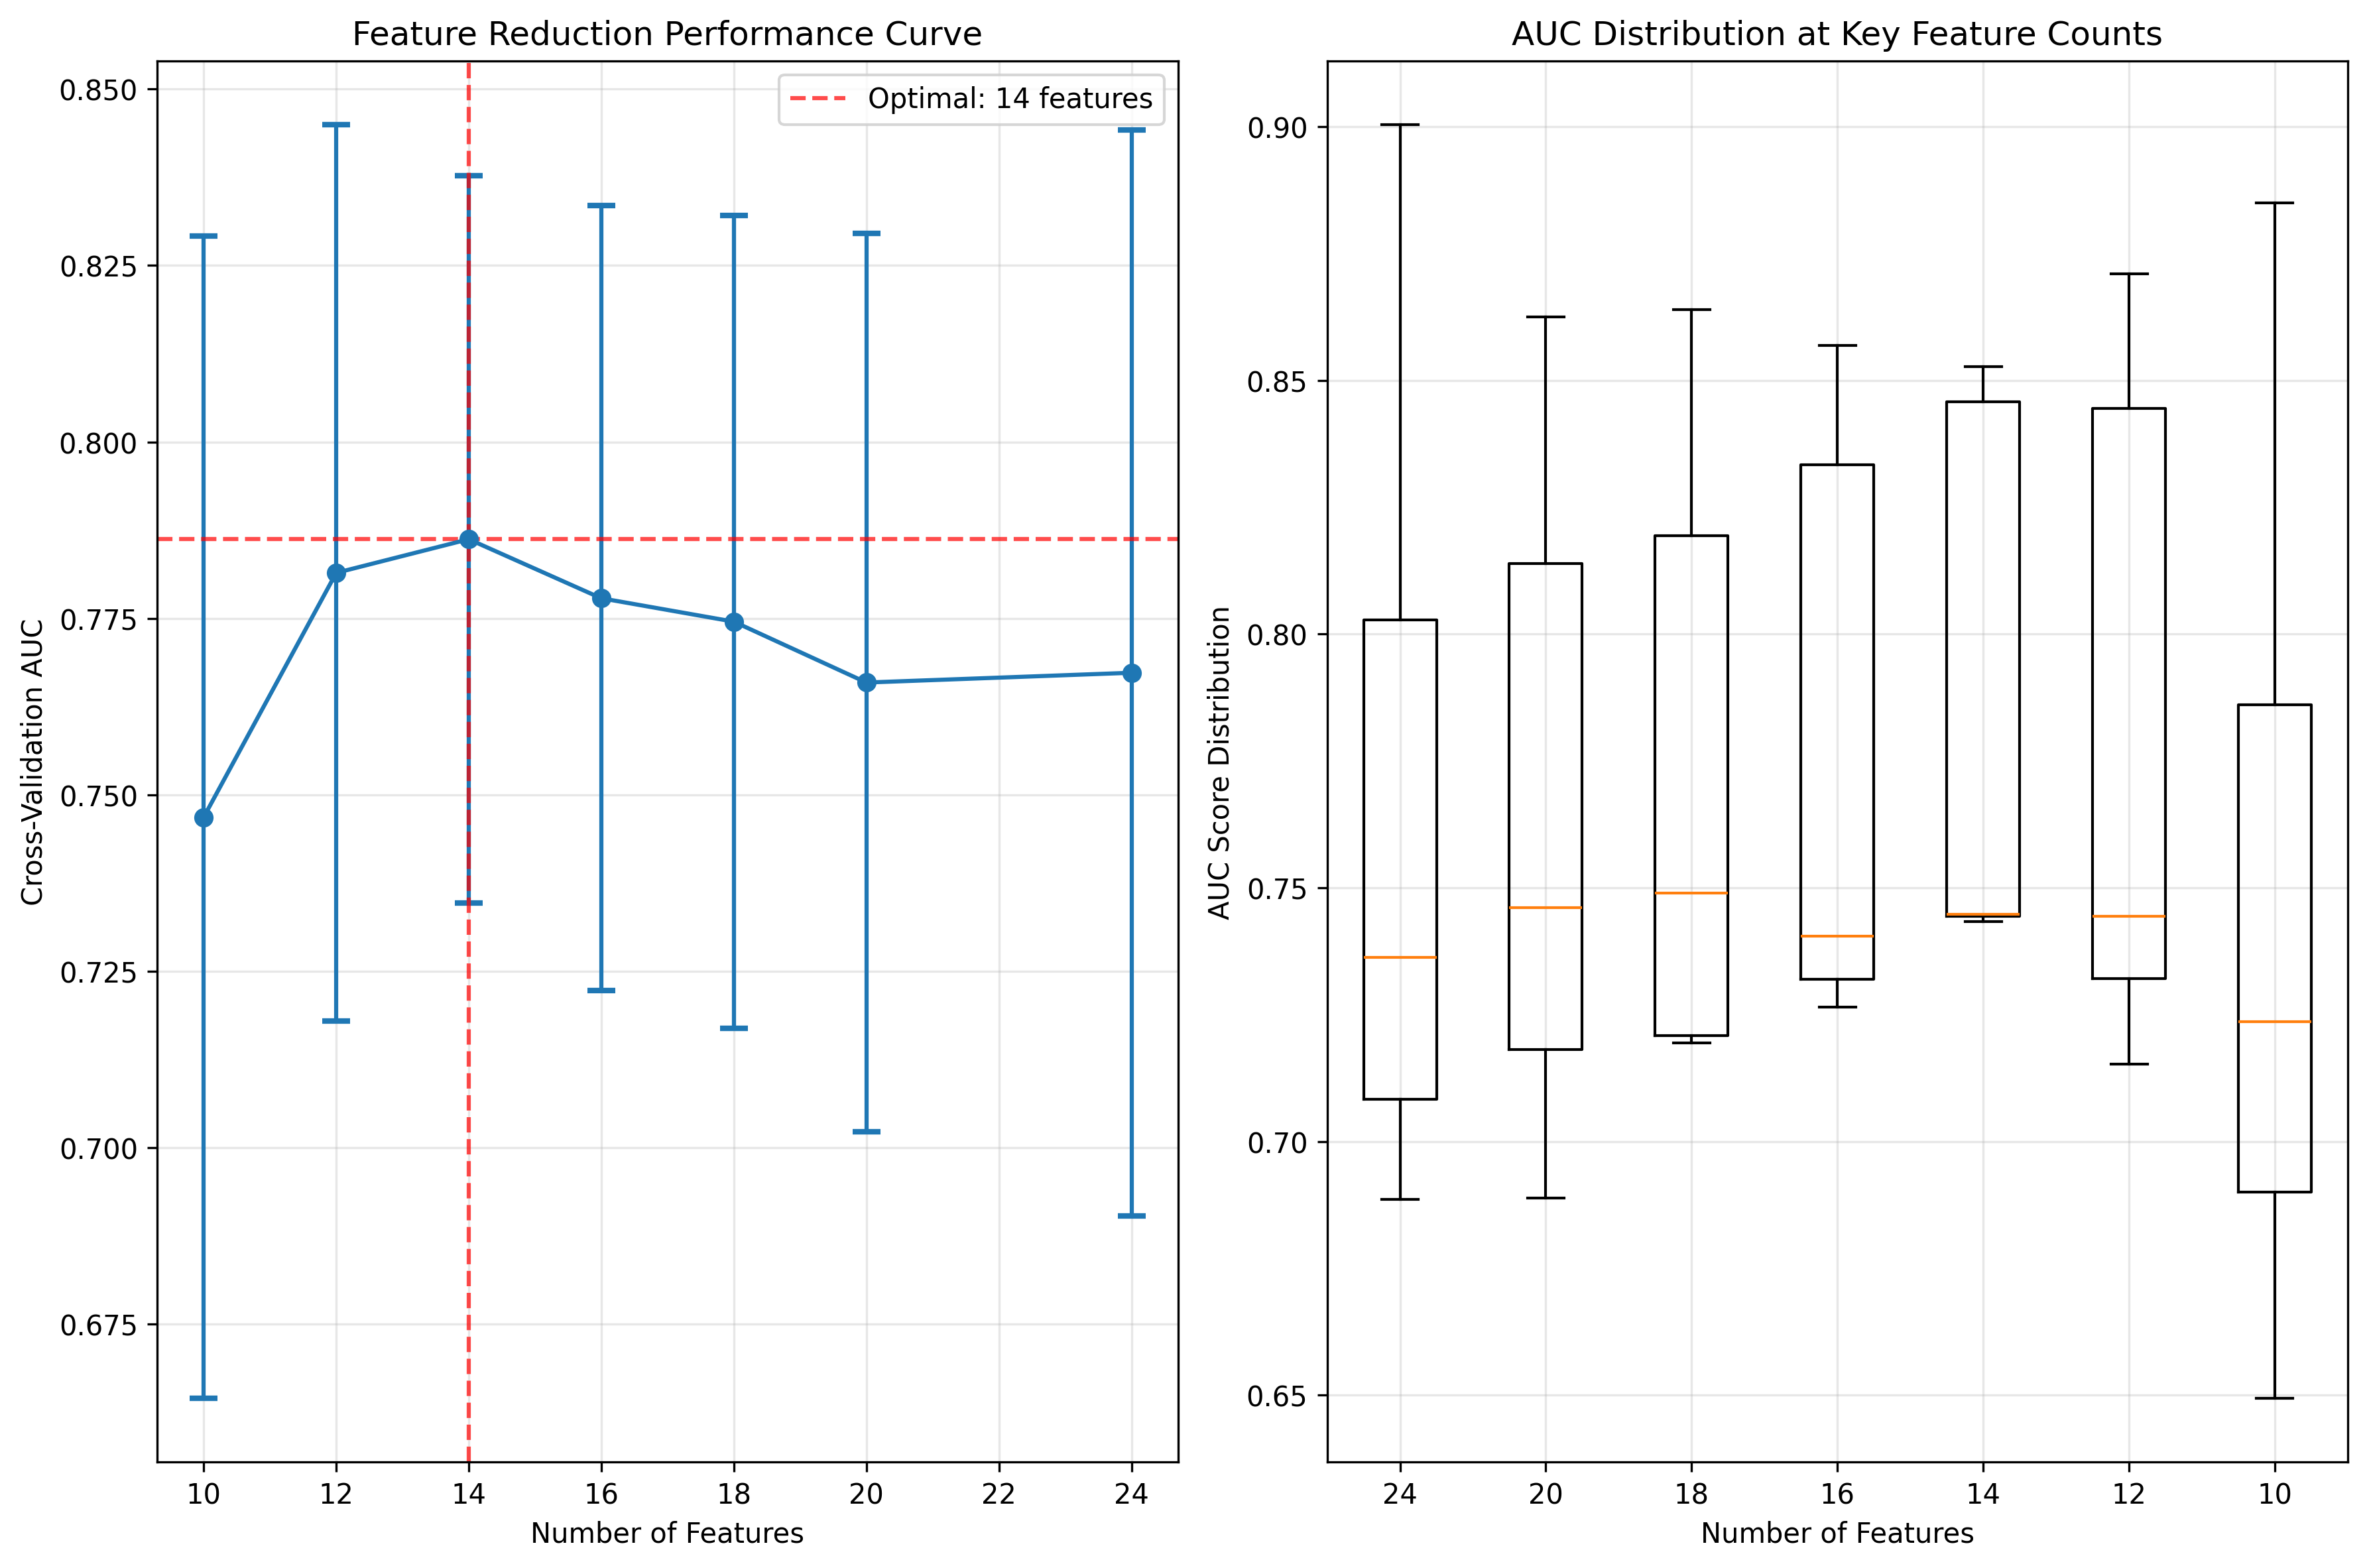 Feature Reduction Performance Curve
Optimal: 14 features
0.850
0.825
0.800
0.775
0.750
0.725
0.700
0.675
Cross-Validation AUC
10 12 14 16 18 20 22 24
Number of Features
AUC Distribution at Key Feature Counts
0.90
0.85
0.80
0.75
0.70
0.65
AUC Score Distribution
24 20 18 16 14 12 10
Number of Features